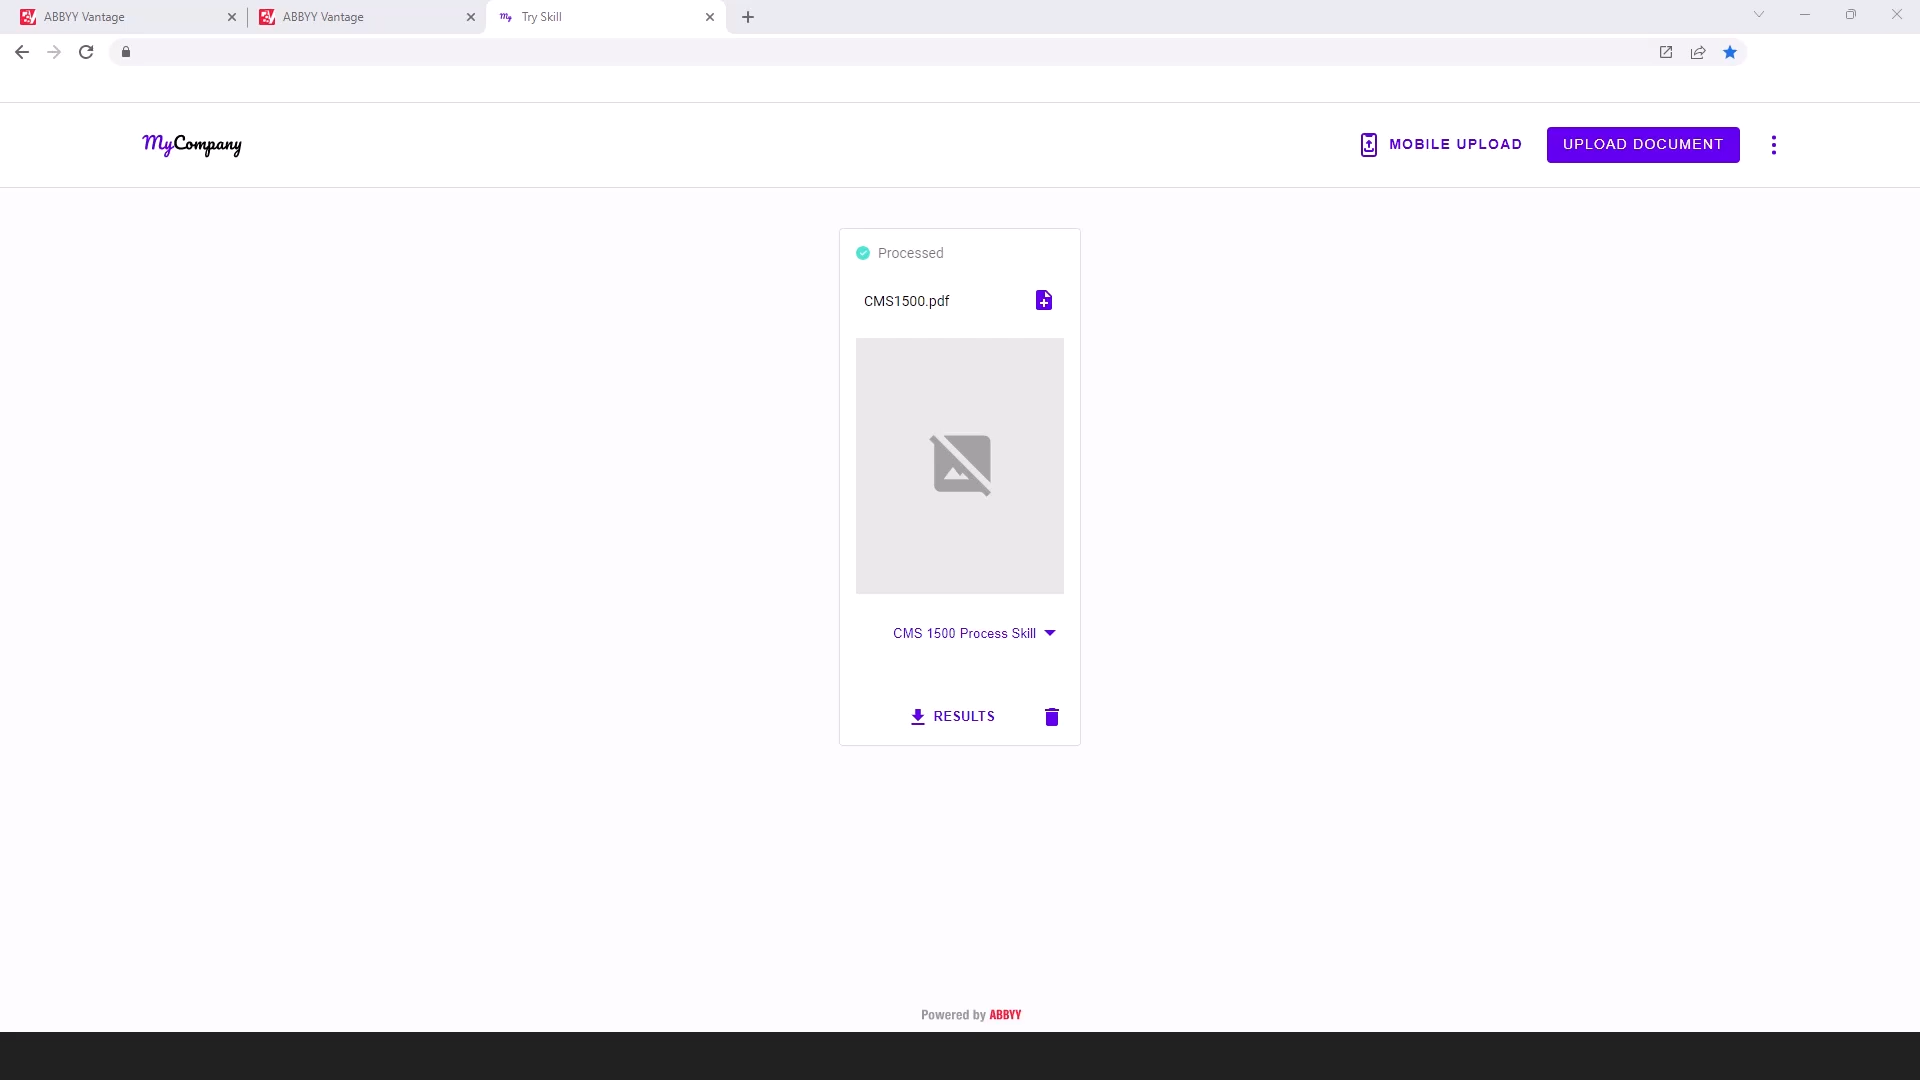 ABBYY Vantage
ABBYY Vantage
Try Skill
MyCompany
MOBILE UPLOAD
UPLOAD DOCUMENT
Processed
CMS1500.pdf
CMS 1500 Process Skill
RESULTS
Powered by ABBYY